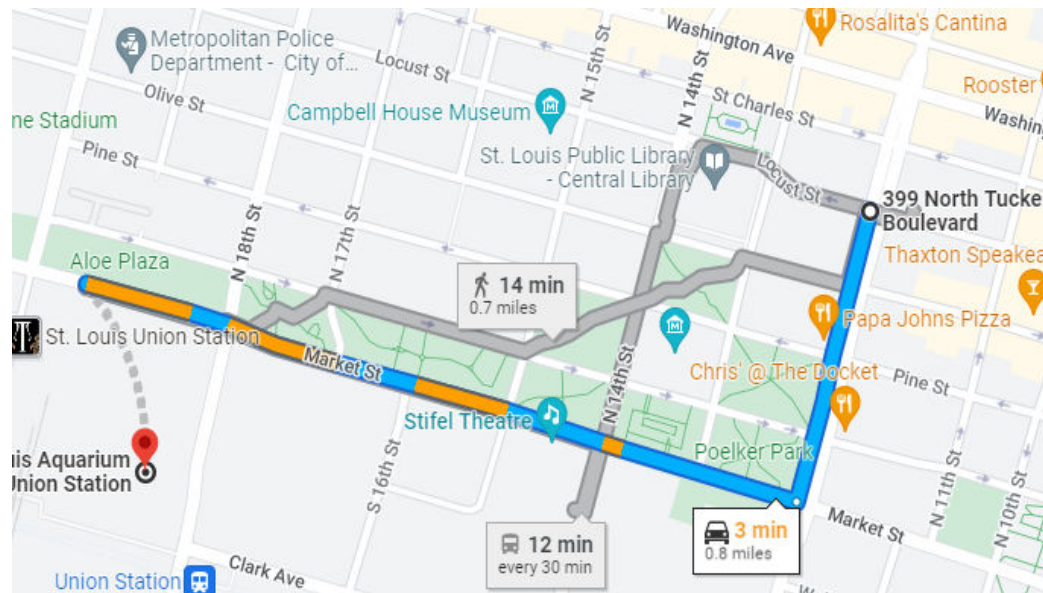 Washington Ave
Rosalita's Cantina
Metropolitan Police
Department - City of...
Locust St
N 15th St
N 14th St
Rooster
Olive St
St Charles St
Campbell House Museum
ne Stadium
Washin
Pine St
St. Louis Public Library
- Central Library
Locust St
399 North Tucke
Boulevard
N 18th St
N 17th St
Aloe Plaza
Thaxton Speakea
14 min
0.7 miles
St. Louis Union Station
Papa Johns Pizza
Market St
Chris' @ The Docket
Pine St
N 14th St
Stifel Theatre
Poelker Park
uis Aquarium
Union Station
S 16th St
N 11th St
N 10th St
Market St
3 min
0.8 miles
12 min
every 30 min
Clark Ave
Union Station